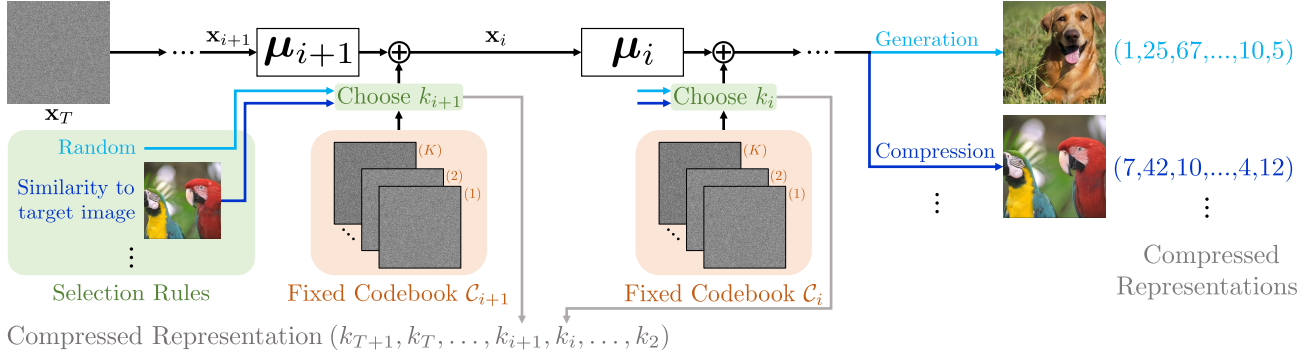 x_{i+1}
μ_{i+1}
+
x_i
μ_i
+
...
Generation
(1,25,67,...,10,5)
x_T
Choose k_{i+1}
Choose k_i
Random
Similarity to
target image
(K)
(2)
(1)
(K)
(2)
(1)
Compression
(7,42,10,...,4,12)
Selection Rules
Fixed Codebook C_{i+1}
Fixed Codebook C_i
Compressed
Representations
Compressed Representation (k_{T+1}, k_T, ..., k_{i+1}, k_i, ..., k_2)